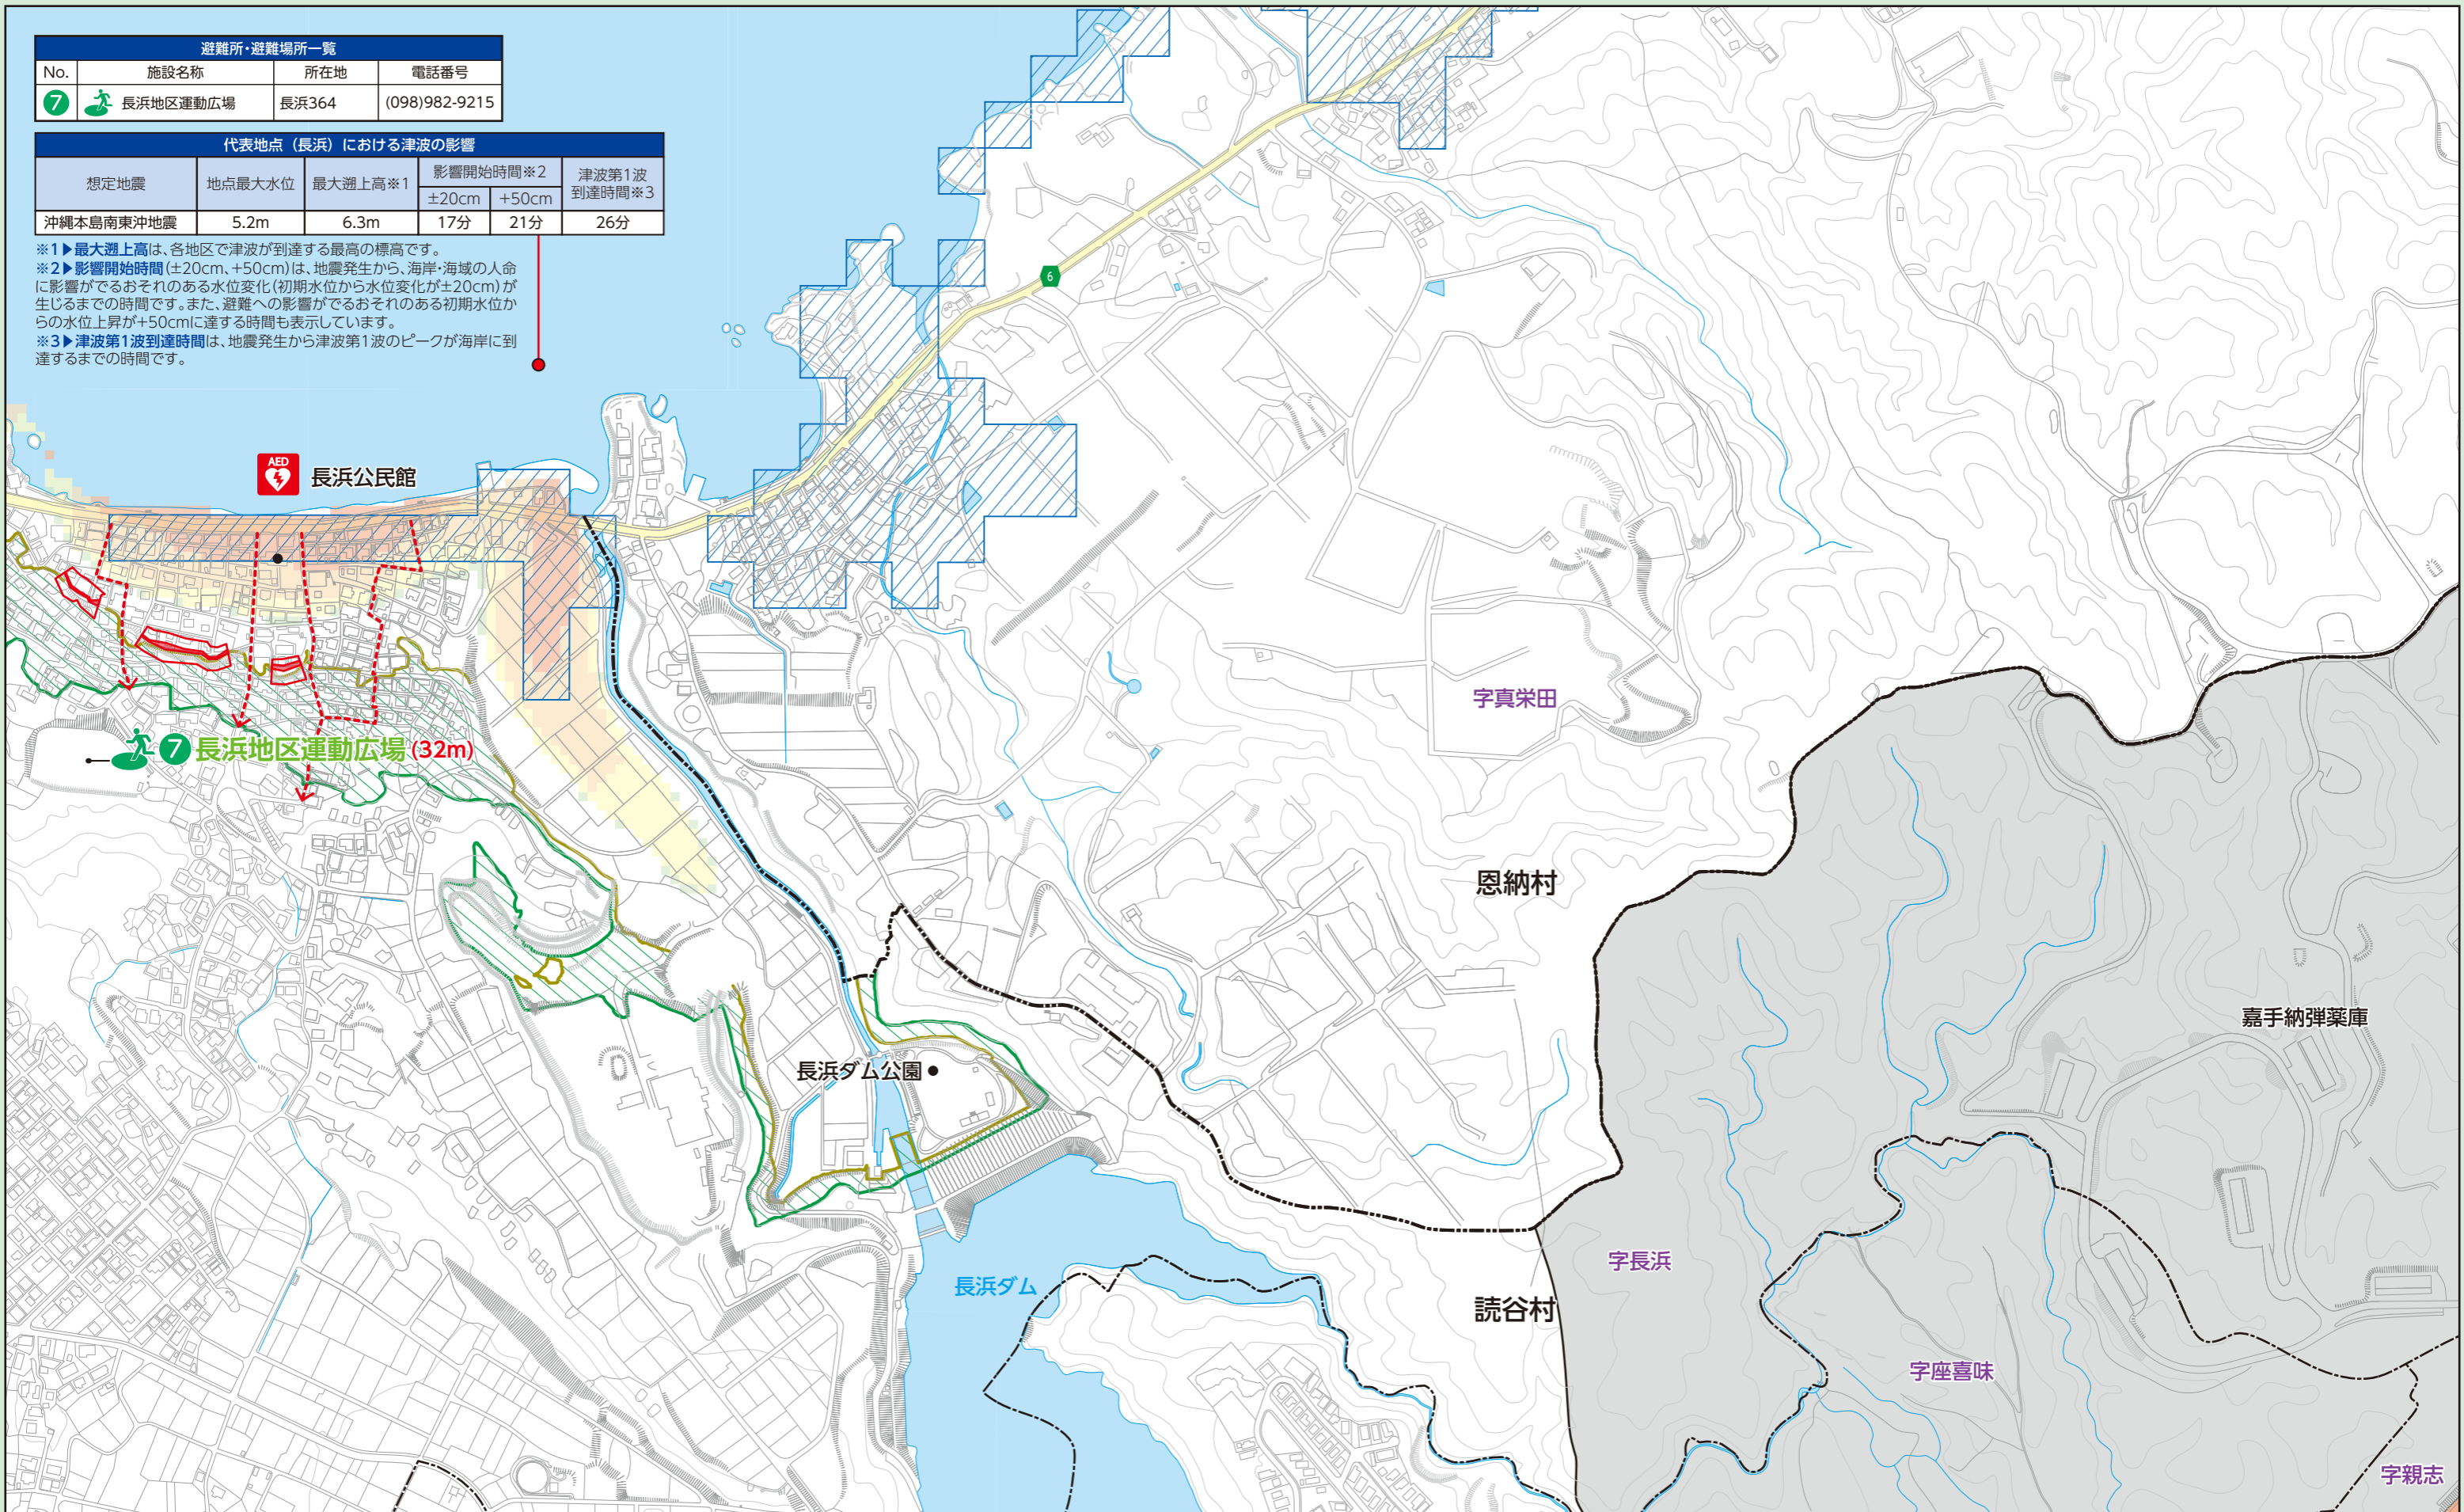 避難所・避難場所一覧
No. 施設名称 所在地 電話番号
7 長浜地区運動広場 長浜364 (098)982-9215
代表地点（長浜）における津波の影響
想定地震 地点最大水位 最大遡上高※1 影響開始時間※2 津波第1波
到達時間※3
±20cm +50cm
沖縄本島南東沖地震 5.2m 6.3m 17分 21分 26分
※1▶最大遡上高は、各地区で津波が到達する最高の標高です。
※2▶影響開始時間(±20cm、+50cm)は、地震発生から、海岸・海域の人命
に影響がでるおそれのある水位変化(初期水位から水位変化が±20cm)が
生じるまでの時間です。また、避難への影響がでるおそれのある初期水位か
らの水位上昇が+50cmに達する時間も表示しています。
※3▶津波第1波到達時間は、地震発生から津波第1波のピークが海岸に到
達するまでの時間です。
6
AED
長浜公民館
字真栄田
7 長浜地区運動広場 (32m)
恩納村
嘉手納弾薬庫
長浜ダム公園
字長浜
長浜ダム
読谷村
字座喜味
字親志